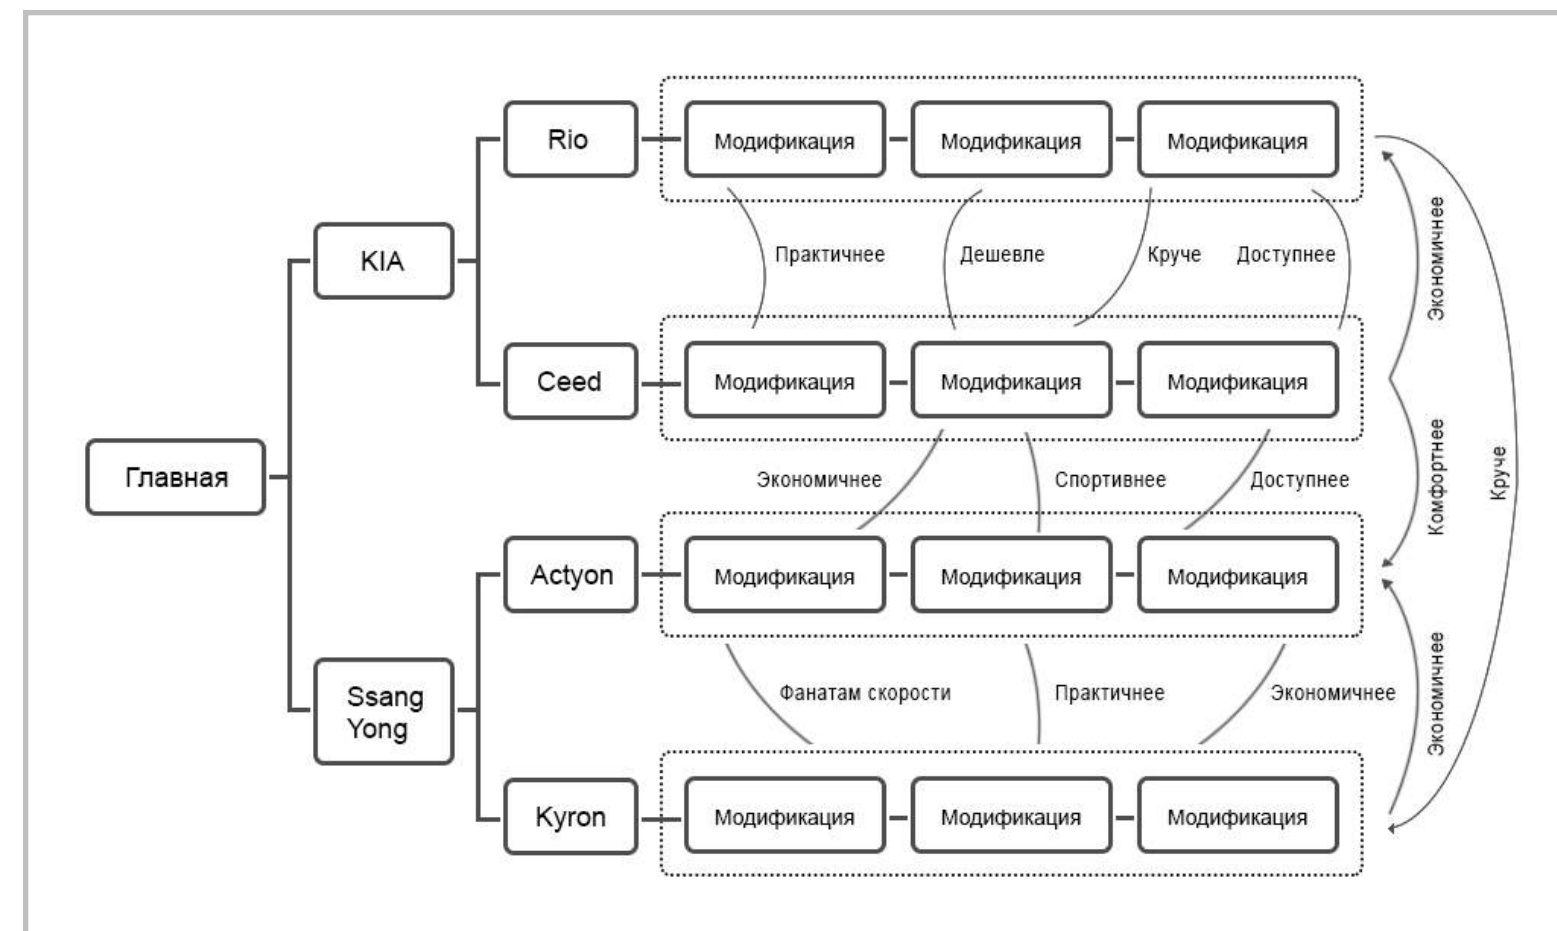 Rio
Модификация
Модификация
Модификация
Практичнее
Дешевле
Круче
Доступнее
Экономичнее
KIA
Ceed
Модификация
Модификация
Модификация
Главная
Экономичнее
Спортивнее
Доступнее
Комфортнее
Круче
Actyon
Модификация
Модификация
Модификация
Ssang
Yong
Фанатам скорости
Практичнее
Экономичнее
Экономичнее
Kyron
Модификация
Модификация
Модификация